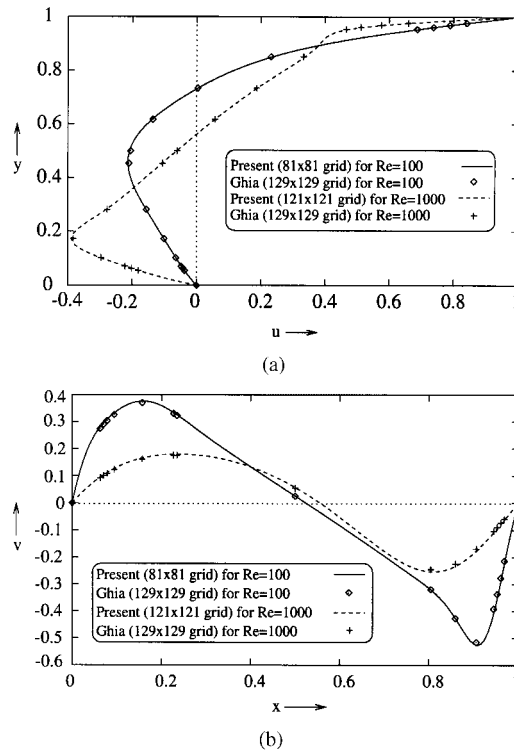 1
0.8
0.6
y
0.4
0.2
0
Present (81x81 grid) for Re=100
Ghia (129x129 grid) for Re=100
Present (121x121 grid) for Re=1000
Ghia (129x129 grid) for Re=1000
-0.4 -0.2 0 0.2 0.4 0.6 0.8
u
(a)
0.4
0.3
0.2
0.1
0
v
-0.1
-0.2
-0.3
-0.4
-0.5
-0.6
Present (81x81 grid) for Re=100
Ghia (129x129 grid) for Re=100
Present (121x121 grid) for Re=1000
Ghia (129x129 grid) for Re=1000
0 0.2 0.4 0.6 0.8
x
(b)